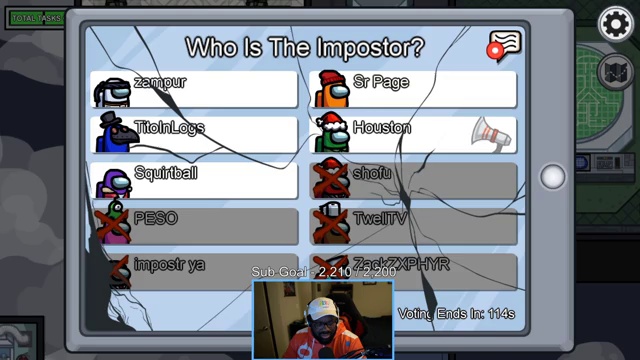 TOTAL TASKS
Who Is The Impostor?
zampur
Sr Page
TitoInLogs
Houston
Squirtball
shofu
PESO
TwellTV
impostr ya
ZackZXPHYR
Sub-Goal - 2,210 / 2,200
Voting Ends In: 114s